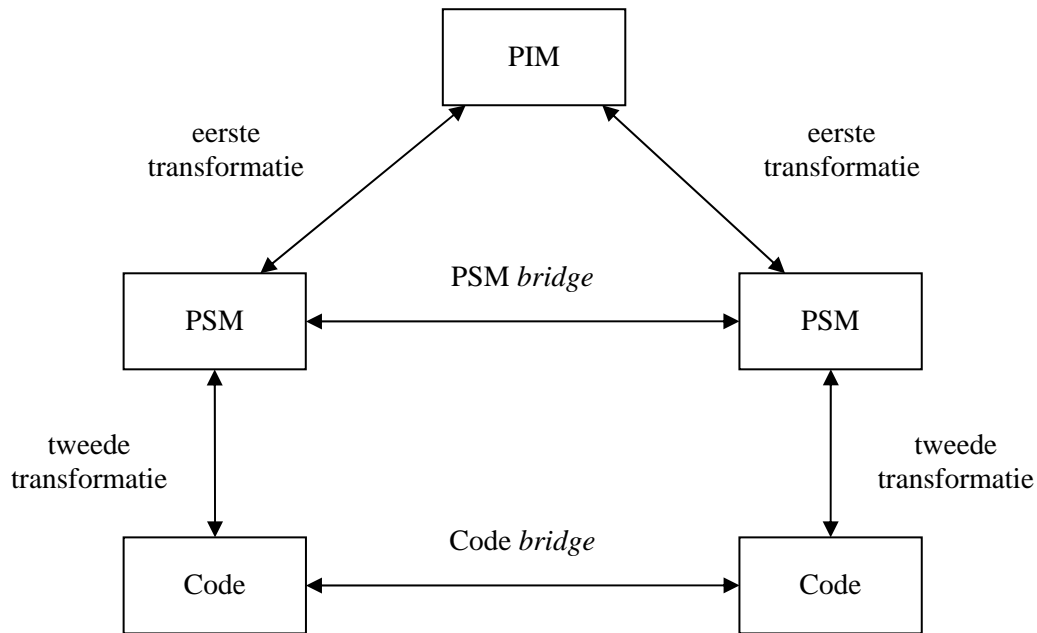 PIM
eerste
transformatie
eerste
transformatie
PSM bridge
PSM
PSM
tweede
transformatie
tweede
transformatie
Code bridge
Code
Code